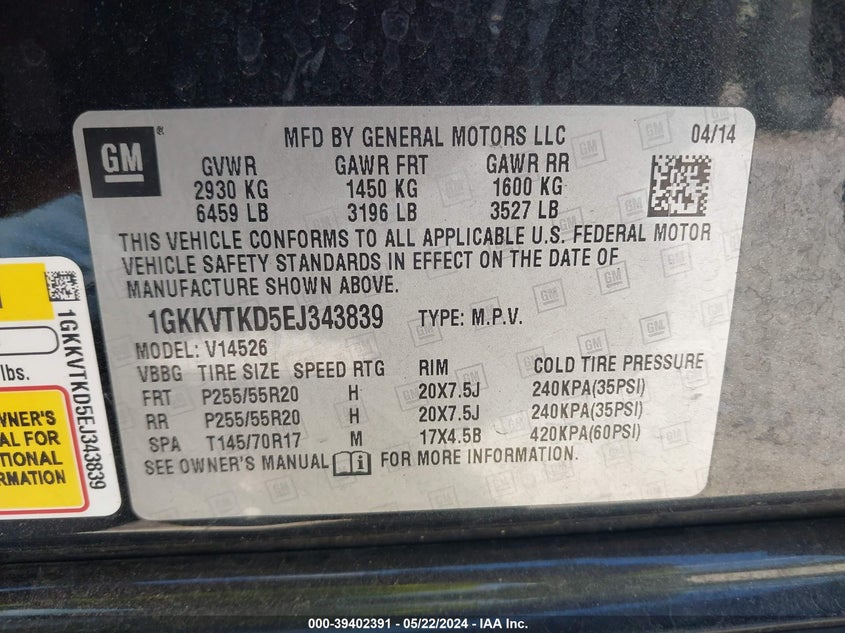 GM
®
MFD BY GENERAL MOTORS LLC
04/14
GVWR GAWR FRT GAWR RR
2930 KG 1450 KG 1600 KG
6459 LB 3196 LB 3527 LB
THIS VEHICLE CONFORMS TO ALL APPLICABLE U.S. FEDERAL MOTOR
VEHICLE SAFETY STANDARDS IN EFFECT ON THE DATE OF
MANUFACTURE SHOWN ABOVE.
1GKKVTKD5EJ343839 TYPE: M.P.V.
MODEL: V14526
VBBG TIRE SIZE SPEED RTG RIM COLD TIRE PRESSURE
FRT P255/55R20 H 20X7.5J 240KPA(35PSI)
RR P255/55R20 H 20X7.5J 240KPA(35PSI)
SPA T145/70R17 M 17X4.5B 420KPA(60PSI)
SEE OWNER'S MANUAL i FOR MORE INFORMATION.
1GKKVTKD5EJ343839
lbs.
OWNER'S
FOR
000-39402391 - 05/22/2024 - IAA Inc.